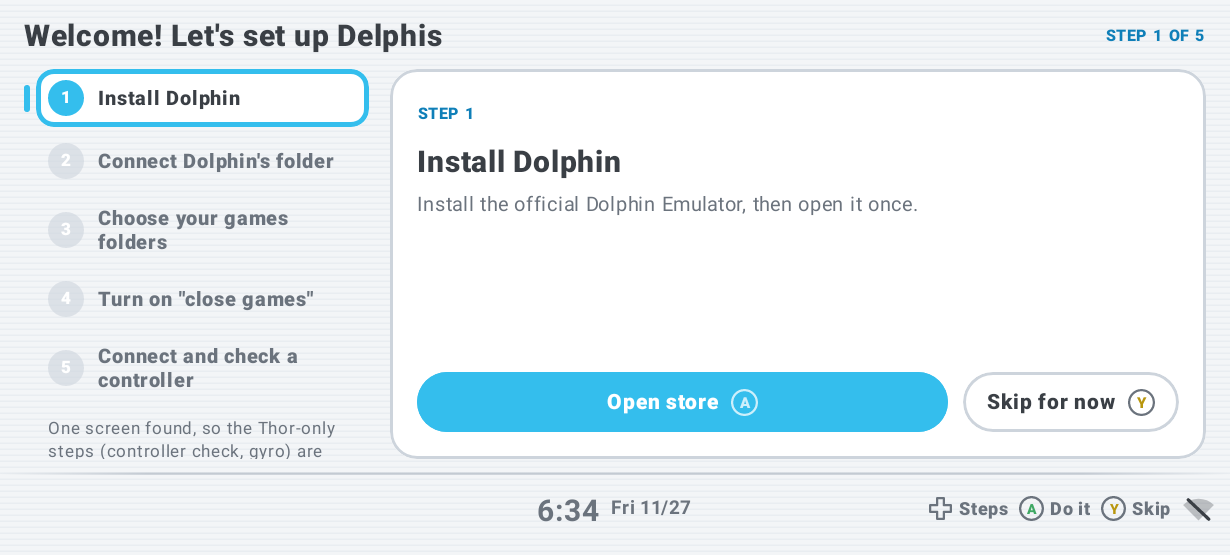 Welcome! Let's set up Delphis
STEP 1 OF 5
1 Install Dolphin
2 Connect Dolphin's folder
3 Choose your games
folders
4 Turn on "close games"
5 Connect and check a
controller
One screen found, so the Thor-only
steps (controller check, gyro) are
STEP 1
Install Dolphin
Install the official Dolphin Emulator, then open it once.
Open store A
Skip for now Y
6:34 Fri 11/27
Steps A Do it Y Skip